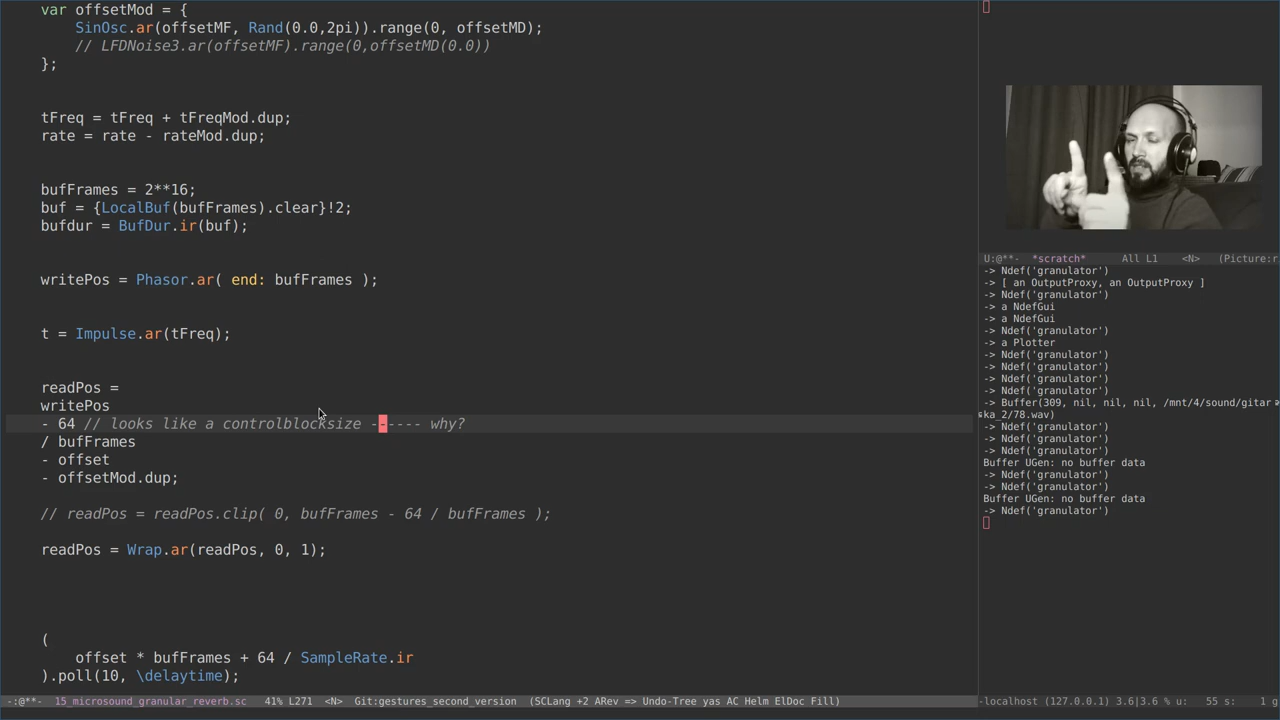 var offsetMod = {
SinOsc.ar(offsetMF, Rand(0.0,2pi)).range(0, offsetMD);
// LFDNoise3.ar(offsetMF).range(0,offsetMD(0.0))
};
tFreq = tFreq + tFreqMod.dup;
rate = rate - rateMod.dup;
bufFrames = 2**16;
buf = {LocalBuf(bufFrames).clear}!2;
bufdur = BufDur.ir(buf);
writePos = Phasor.ar( end: bufFrames );
t = Impulse.ar(tFreq);
readPos =
writePos
- 64 // looks like a controlblocksize ------ why?
/ bufFrames
- offset
- offsetMod.dup;
// readPos = readPos.clip( 0, bufFrames - 64 / bufFrames );
readPos = Wrap.ar(readPos, 0, 1);
(
offset * bufFrames + 64 / SampleRate.ir
).poll(10, \delaytime);
-:@**- 15_microsound_granular_reverb.sc 41% L271 <N> Git:gestures_second_version (SCLang +2 ARev => Undo-Tree yas AC Helm ElDoc Fill)
U:@**- *scratch* All L1 <N> (Picture:r
-> Ndef('granulator')
-> [ an OutputProxy, an OutputProxy ]
-> Ndef('granulator')
-> a NdefGui
-> a NdefGui
-> Ndef('granulator')
-> a Plotter
-> Ndef('granulator')
-> Ndef('granulator')
-> Ndef('granulator')
-> Ndef('granulator')
-> Buffer(309, nil, nil, nil, /mnt/4/sound/gitar
ka_2/78.wav)
-> Ndef('granulator')
-> Ndef('granulator')
-> Ndef('granulator')
Buffer UGen: no buffer data
-> Ndef('granulator')
-> Ndef('granulator')
Buffer UGen: no buffer data
-> Ndef('granulator')
-localhost (127.0.0.1) 3.6|3.6 % u: 55 s: 1 g